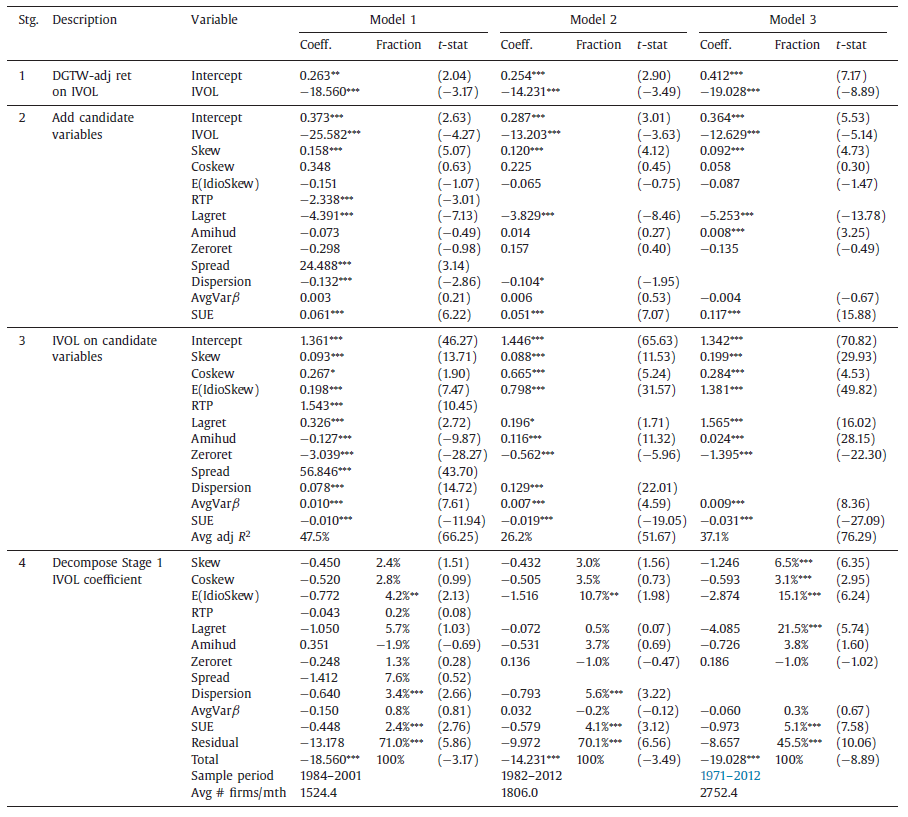 Stg. Description Variable Model 1 Model 2 Model 3
Coeff. Fraction t-stat Coeff. Fraction t-stat Coeff. Fraction t-stat
1 DGTW-adj ret Intercept 0.263** (2.04) 0.254*** (2.90) 0.412*** (7.17)
on IVOL IVOL −18.560*** (−3.17) −14.231*** (−3.49) −19.028*** (−8.89)
2 Add candidate Intercept 0.373*** (2.63) 0.287*** (3.01) 0.364*** (5.53)
variables IVOL −25.582*** (−4.27) −13.203*** (−3.63) −12.629*** (−5.14)
Skew 0.158*** (5.07) 0.120*** (4.12) 0.092*** (4.73)
Coskew 0.348 (0.63) 0.225 (0.45) 0.058 (0.30)
E(IdioSkew) −0.151 (−1.07) −0.065 (−0.75) −0.087 (−1.47)
RTP −2.338*** (−3.01)
Lagret −4.391*** (−7.13) −3.829*** (−8.46) −5.253*** (−13.78)
Amihud −0.073 (−0.49) 0.014 (0.27) 0.008*** (3.25)
Zeroret −0.298 (−0.98) 0.157 (0.40) −0.135 (−0.49)
Spread 24.488*** (3.14)
Dispersion −0.132*** (−2.86) −0.104* (−1.95)
AvgVarβ 0.003 (0.21) 0.006 (0.53) −0.004 (−0.67)
SUE 0.061*** (6.22) 0.051*** (7.07) 0.117*** (15.88)
3 IVOL on candidate Intercept 1.361*** (46.27) 1.446*** (65.63) 1.342*** (70.82)
variables Skew 0.093*** (13.71) 0.088*** (11.53) 0.199*** (29.93)
Coskew 0.267* (1.90) 0.665*** (5.24) 0.284*** (4.53)
E(IdioSkew) 0.198*** (7.47) 0.798*** (31.57) 1.381*** (49.82)
RTP 1.543*** (10.45)
Lagret 0.326*** (2.72) 0.196* (1.71) 1.565*** (16.02)
Amihud −0.127*** (−9.87) 0.116*** (11.32) 0.024*** (28.15)
Zeroret −3.039*** (−28.27) −0.562*** (−5.96) −1.395*** (−22.30)
Spread 56.846*** (43.70)
Dispersion 0.078*** (14.72) 0.129*** (22.01)
AvgVarβ 0.010*** (7.61) 0.007*** (4.59) 0.009*** (8.36)
SUE −0.010*** (−11.94) −0.019*** (−19.05) −0.031*** (−27.09)
Avg adj R² 47.5% (66.25) 26.2% (51.67) 37.1% (76.29)
4 Decompose Stage 1 Skew −0.450 2.4% (1.51) −0.432 3.0% (1.56) −1.246 6.5%*** (6.35)
IVOL coefficient Coskew −0.520 2.8% (0.99) −0.505 3.5% (0.73) −0.593 3.1%*** (2.95)
E(IdioSkew) −0.772 4.2%** (2.13) −1.516 10.7%** (1.98) −2.874 15.1%*** (6.24)
RTP −0.043 0.2% (0.08)
Lagret −1.050 5.7% (1.03) −0.072 0.5% (0.07) −4.085 21.5%*** (5.74)
Amihud 0.351 −1.9% (−0.69) −0.531 3.7% (0.69) −0.726 3.8% (1.60)
Zeroret −0.248 1.3% (0.28) 0.136 −1.0% (−0.47) 0.186 −1.0% (−1.02)
Spread −1.412 7.6% (0.52)
Dispersion −0.640 3.4%*** (2.66) −0.793 5.6%*** (3.22)
AvgVarβ −0.150 0.8% (0.81) 0.032 −0.2% (−0.12) −0.060 0.3% (0.67)
SUE −0.448 2.4%*** (2.76) −0.579 4.1%*** (3.12) −0.973 5.1%*** (7.58)
Residual −13.178 71.0%*** (5.86) −9.972 70.1%*** (6.56) −8.657 45.5%*** (10.06)
Total −18.560*** 100% (−3.17) −14.231*** 100% (−3.49) −19.028*** 100% (−8.89)
Sample period 1984–2001 1982–2012 1971–2012
Avg # firms/mth 1524.4 1806.0 2752.4